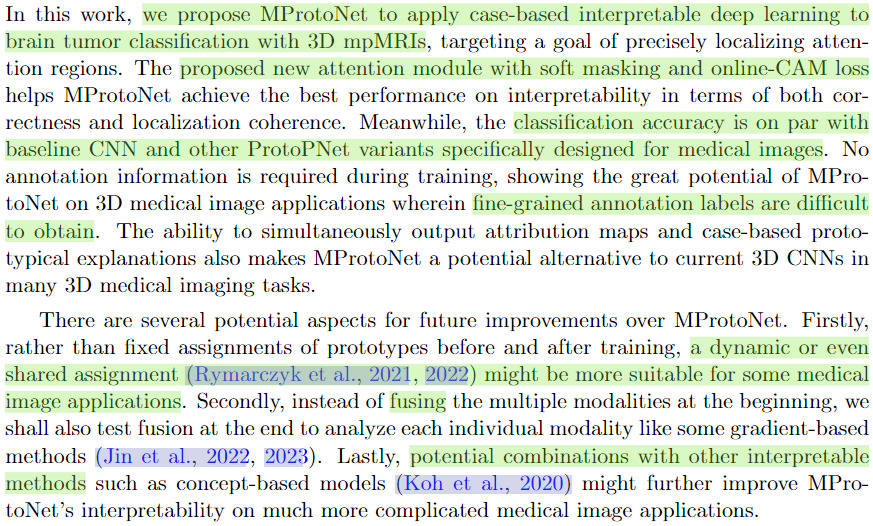 In this work, we propose MProtoNet to apply case-based interpretable deep learning to
brain tumor classification with 3D mpMRIs, targeting a goal of precisely localizing atten-
tion regions. The proposed new attention module with soft masking and online-CAM loss
helps MProtoNet achieve the best performance on interpretability in terms of both cor-
rectness and localization coherence. Meanwhile, the classification accuracy is on par with
baseline CNN and other ProtoPNet variants specifically designed for medical images. No
annotation information is required during training, showing the great potential of MPro-
toNet on 3D medical image applications wherein fine-grained annotation labels are difficult
to obtain. The ability to simultaneously output attribution maps and case-based proto-
typical explanations also makes MProtoNet a potential alternative to current 3D CNNs in
many 3D medical imaging tasks.
There are several potential aspects for future improvements over MProtoNet. Firstly,
rather than fixed assignments of prototypes before and after training, a dynamic or even
shared assignment (Rymarczyk et al., 2021, 2022) might be more suitable for some medical
image applications. Secondly, instead of fusing the multiple modalities at the beginning, we
shall also test fusion at the end to analyze each individual modality like some gradient-based
methods (Jin et al., 2022, 2023). Lastly, potential combinations with other interpretable
methods such as concept-based models (Koh et al., 2020) might further improve MPro-
toNet's interpretability on much more complicated medical image applications.